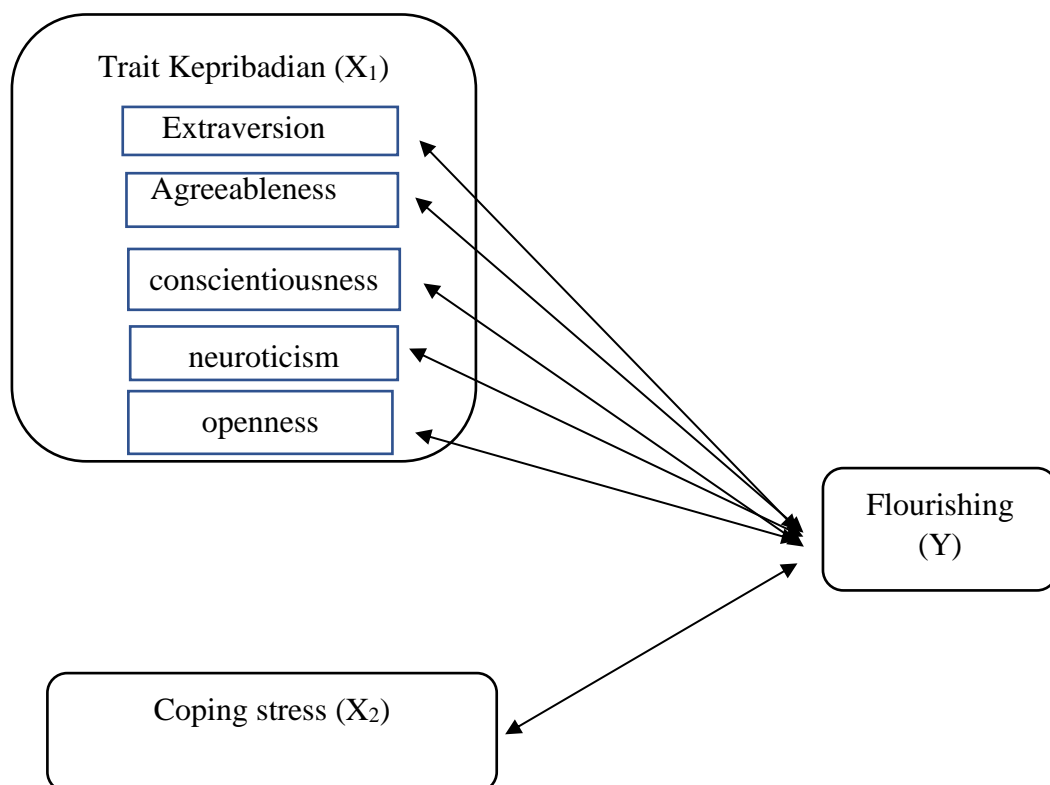 Trait Kepribadian (X₁)
Extraversion
Agreeableness
conscientiousness
neuroticism
openness
Flourishing
(Y)
Coping stress (X₂)